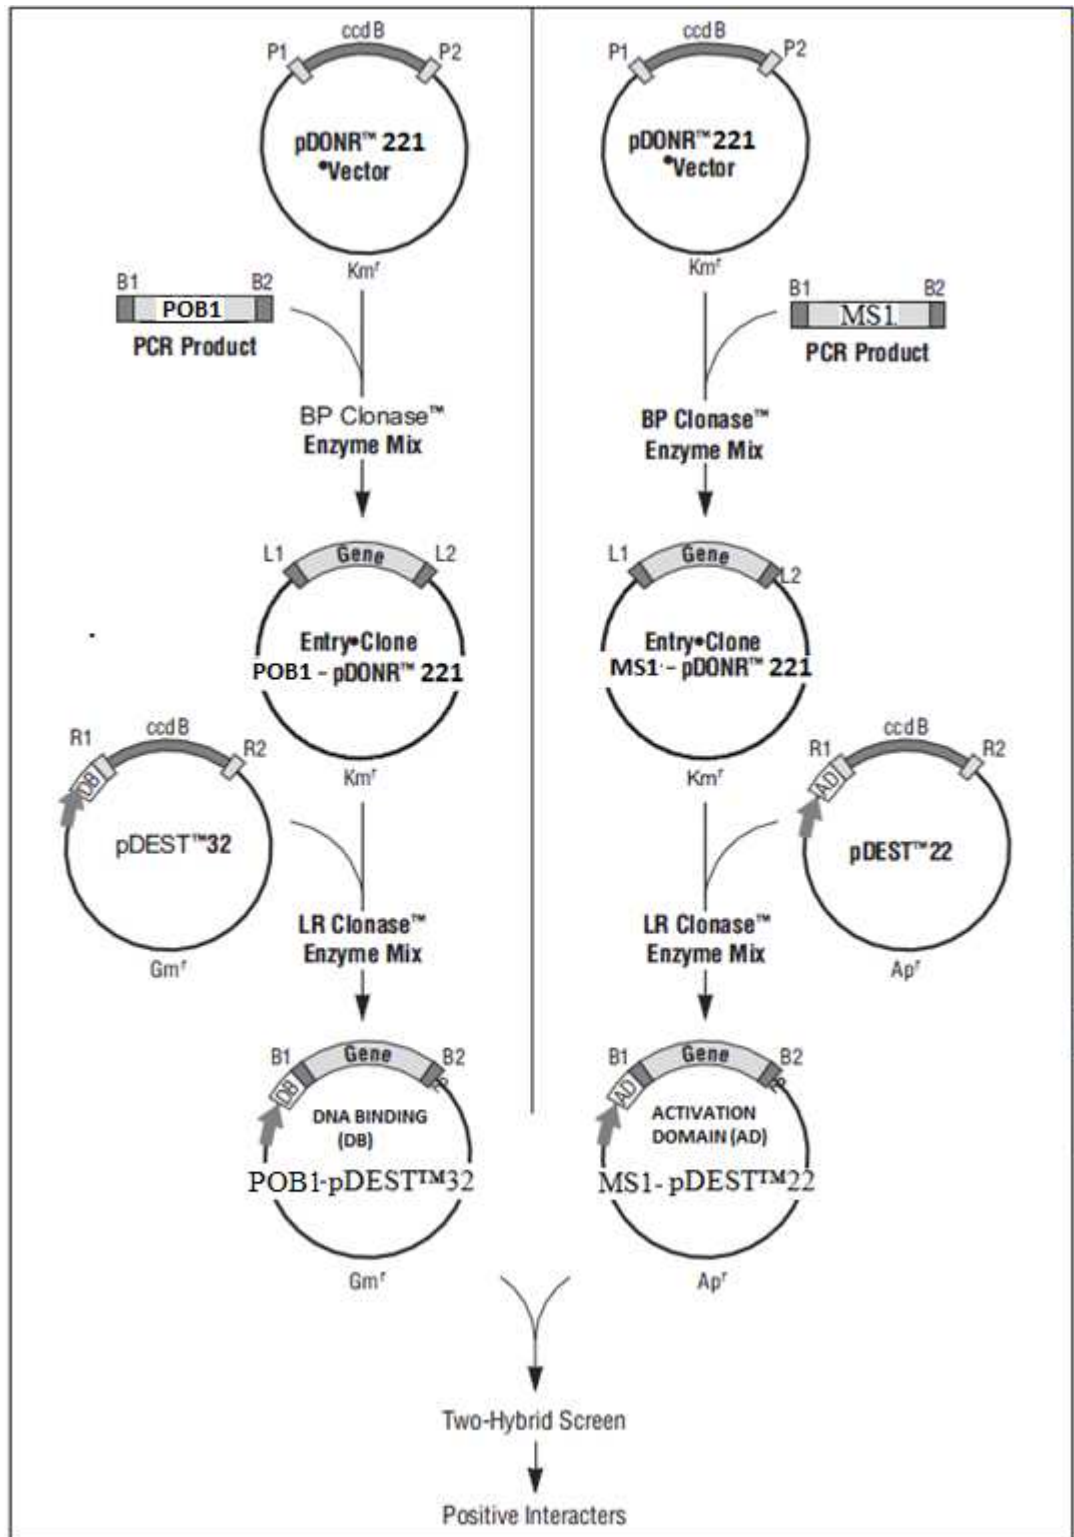 ccd B
P1 P2
pDONR™ 221
•Vector
Kmʳ
B1 B2
POB1
PCR Product
BP Clonase™
Enzyme Mix
L1 Gene L2
Entry•Clone
POB1 - pDONR™ 221
Kmʳ
ccd B
R1 R2
DB
pDEST™32
Gmʳ
LR Clonase™
Enzyme Mix
B1 Gene B2
DB
DNA BINDING
(DB)
POB1-pDEST™32
Gmʳ
ccd B
P1 P2
pDONR™ 221
•Vector
Kmʳ
B1 B2
MS1
PCR Product
BP Clonase™
Enzyme Mix
L1 Gene L2
Entry•Clone
MS1 - pDONR™ 221
Kmʳ
ccd B
R1 R2
AD
pDEST™22
Apʳ
LR Clonase™
Enzyme Mix
B1 Gene B2
AD
ACTIVATION
DOMAIN (AD)
MS1- pDEST™22
Apʳ
Two-Hybrid Screen
Positive Interacters